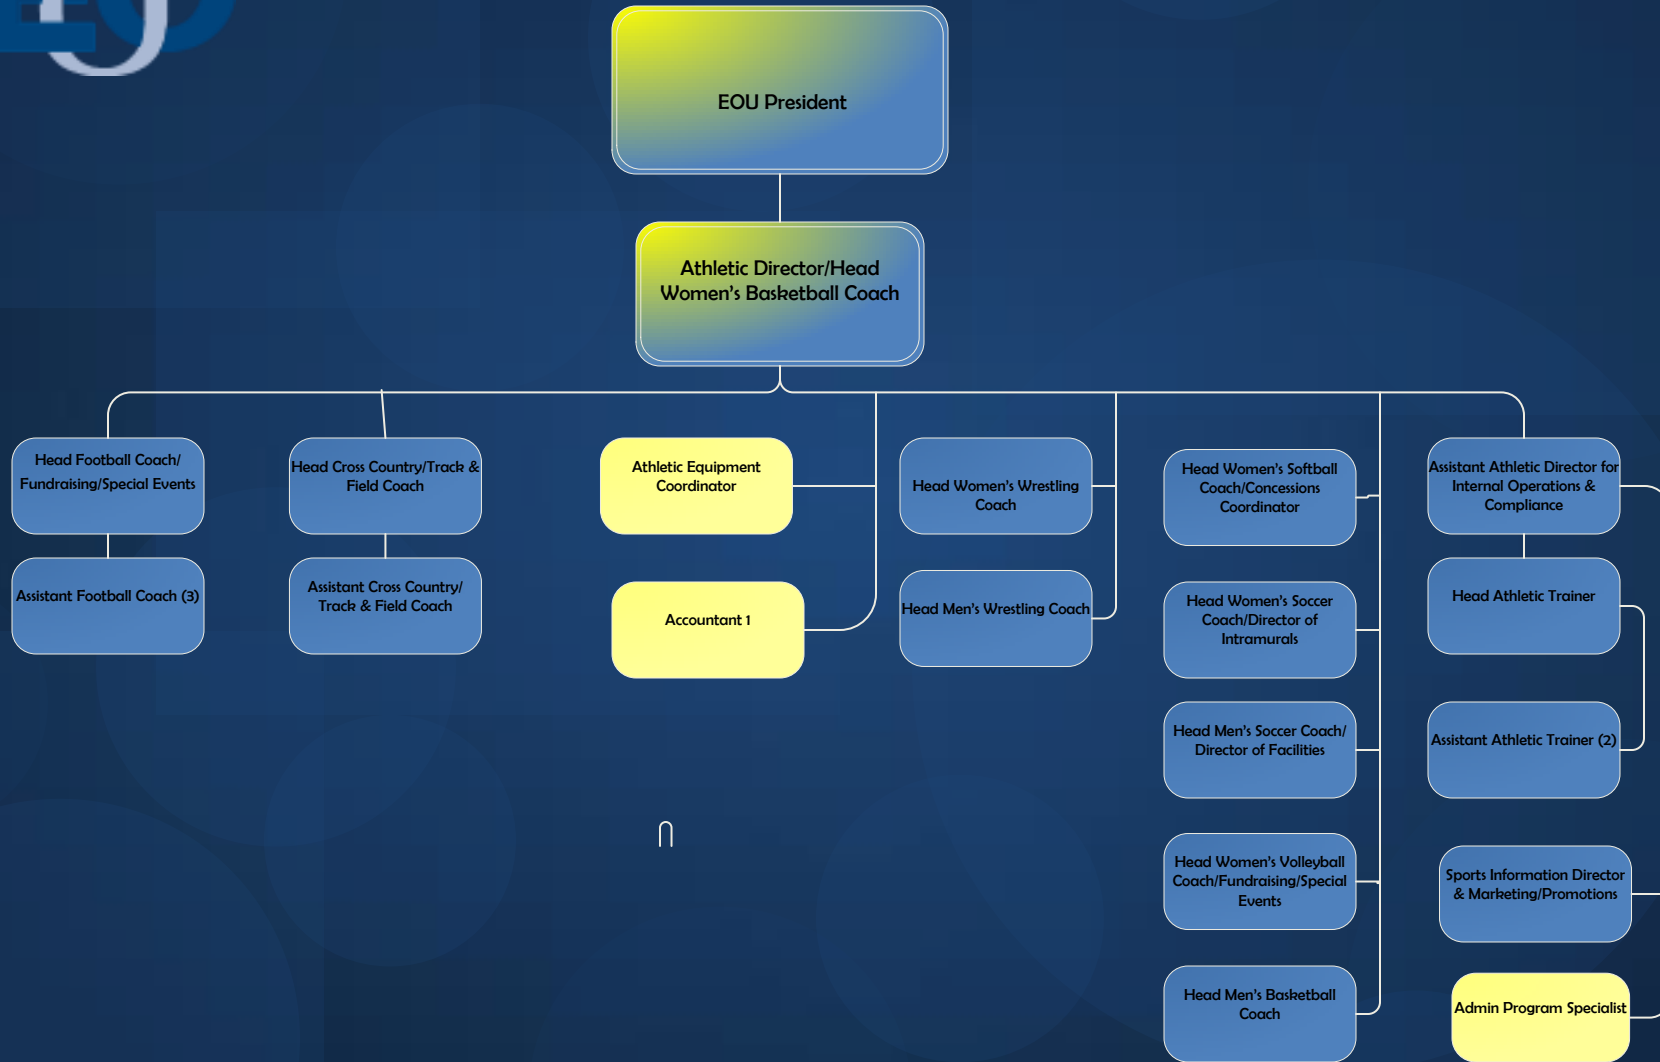 EO
EOU President
Athletic Director/Head
Women's Basketball Coach
Head Football Coach/
Fundraising/Special Events
Assistant Football Coach (3)
Head Cross Country/Track &
Field Coach
Assistant Cross Country/
Track & Field Coach
Athletic Equipment
Coordinator
Accountant 1
Head Women's Wrestling
Coach
Head Men's Wrestling Coach
Head Women's Softball
Coach/Concessions
Coordinator
Head Women's Soccer
Coach/Director of
Intramurals
Head Men's Soccer Coach/
Director of Facilities
Head Women's Volleyball
Coach/Fundraising/Special
Events
Head Men's Basketball
Coach
Assistant Athletic Director for
Internal Operations &
Compliance
Head Athletic Trainer
Assistant Athletic Trainer (2)
Sports Information Director
& Marketing/Promotions
Admin Program Specialist